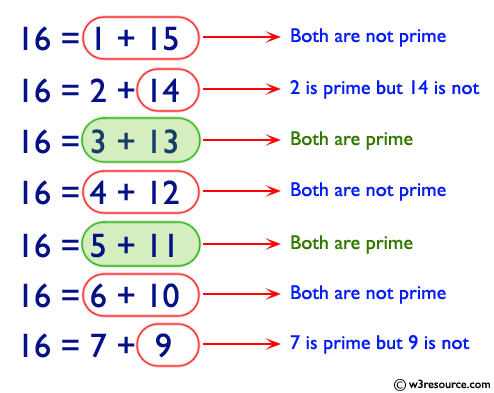 16 = 1 + 15 Both are not prime
16 = 2 + 14 2 is prime but 14 is not
16 = 3 + 13 Both are prime
16 = 4 + 12 Both are not prime
16 = 5 + 11 Both are prime
16 = 6 + 10 Both are not prime
16 = 7 + 9 7 is prime but 9 is not
© w3resource.com